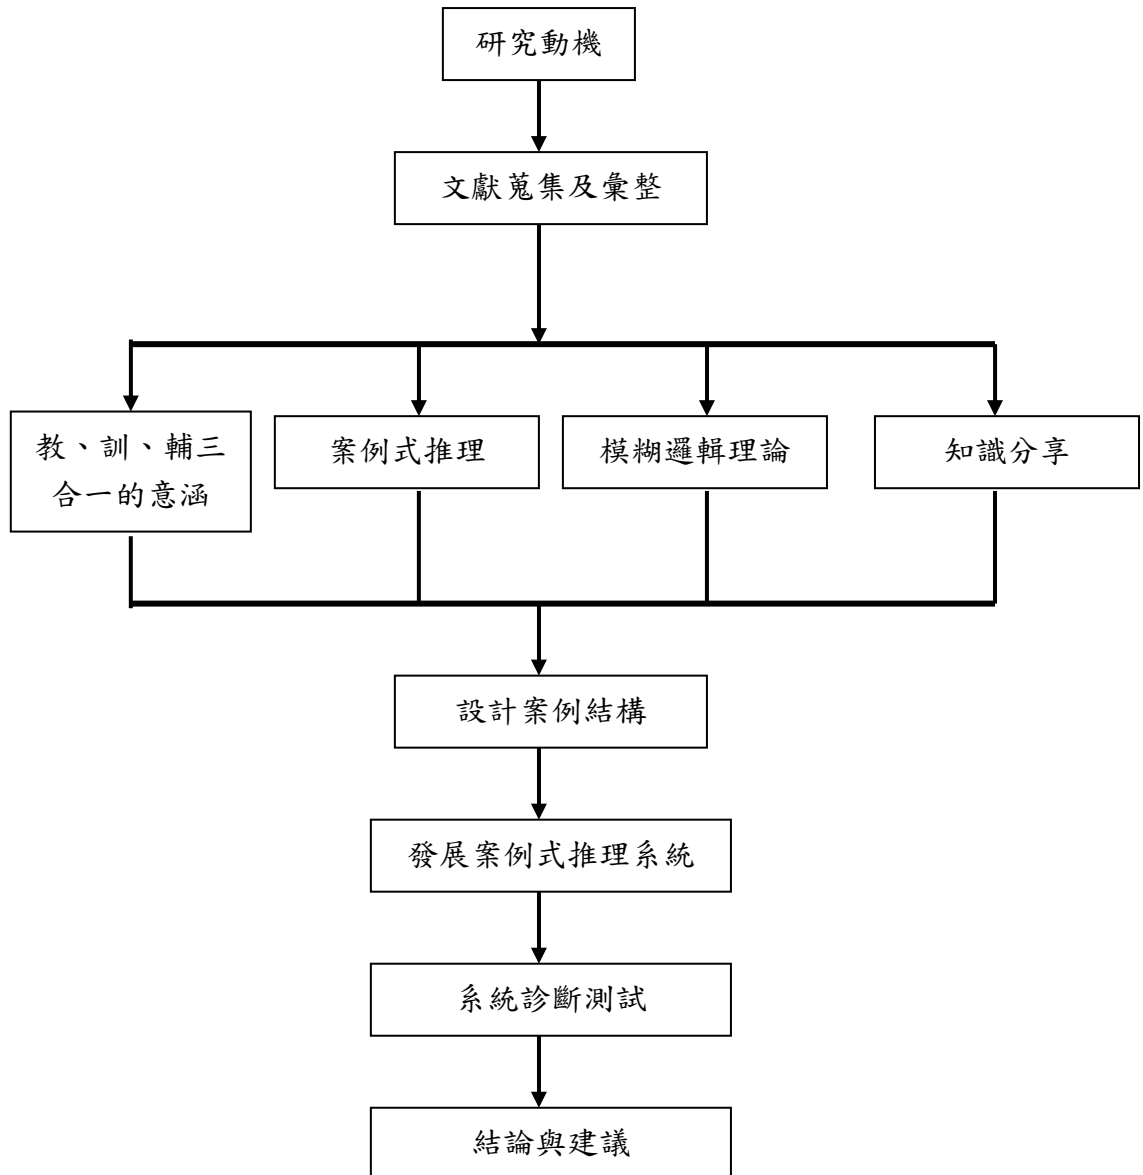 研究動機
文獻蒐集及彙整
教、訓、輔三
合一的意涵
案例式推理
模糊邏輯理論
知識分享
設計案例結構
發展案例式推理系統
系統診斷測試
結論與建議